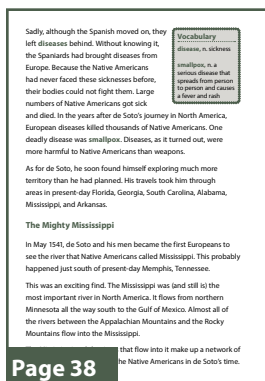 Sadly, although the Spanish moved on, they
left diseases behind. Without knowing it,
the Spaniards had brought diseases from
Europe. Because the Native Americans
had never faced these sicknesses before,
their bodies could not fight them. Large
numbers of Native Americans got sick
and died. In the years after de Soto's journey in North America,
European diseases killed thousands of Native Americans. One
deadly disease was smallpox. Diseases, as it turned out, were
more harmful to Native Americans than weapons.
Vocabulary
disease, n. sickness
smallpox, n. a
serious disease that
spreads from person
to person and causes
a fever and rash
As for de Soto, he soon found himself exploring much more
territory than he had planned. His travels took him through
areas in present-day Florida, Georgia, South Carolina, Alabama,
Mississippi, and Arkansas.
The Mighty Mississippi
In May 1541, de Soto and his men became the first Europeans to
see the river that Native Americans called Mississippi. This probably
happened just south of present-day Memphis, Tennessee.
This was an exciting find. The Mississippi was (and still is) the
most important river in North America. It flows from northern
Minnesota all the way south to the Gulf of Mexico. Almost all of
the rivers between the Appalachian Mountains and the Rocky
Mountains flow into the Mississippi.
that flow into it make up a network of
the Native Americans in de Soto's time.
Page 38